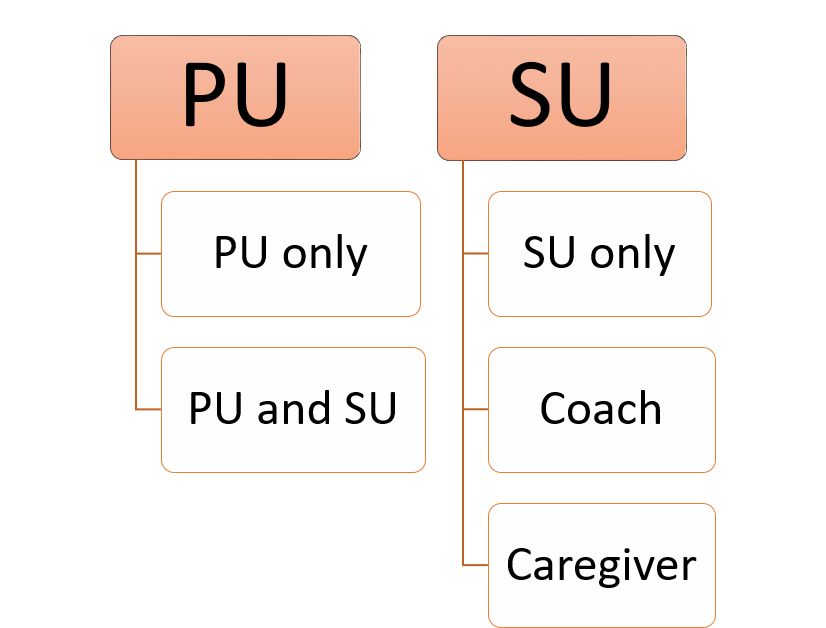 PU
PU only
PU and SU
SU
SU only
Coach
Caregiver